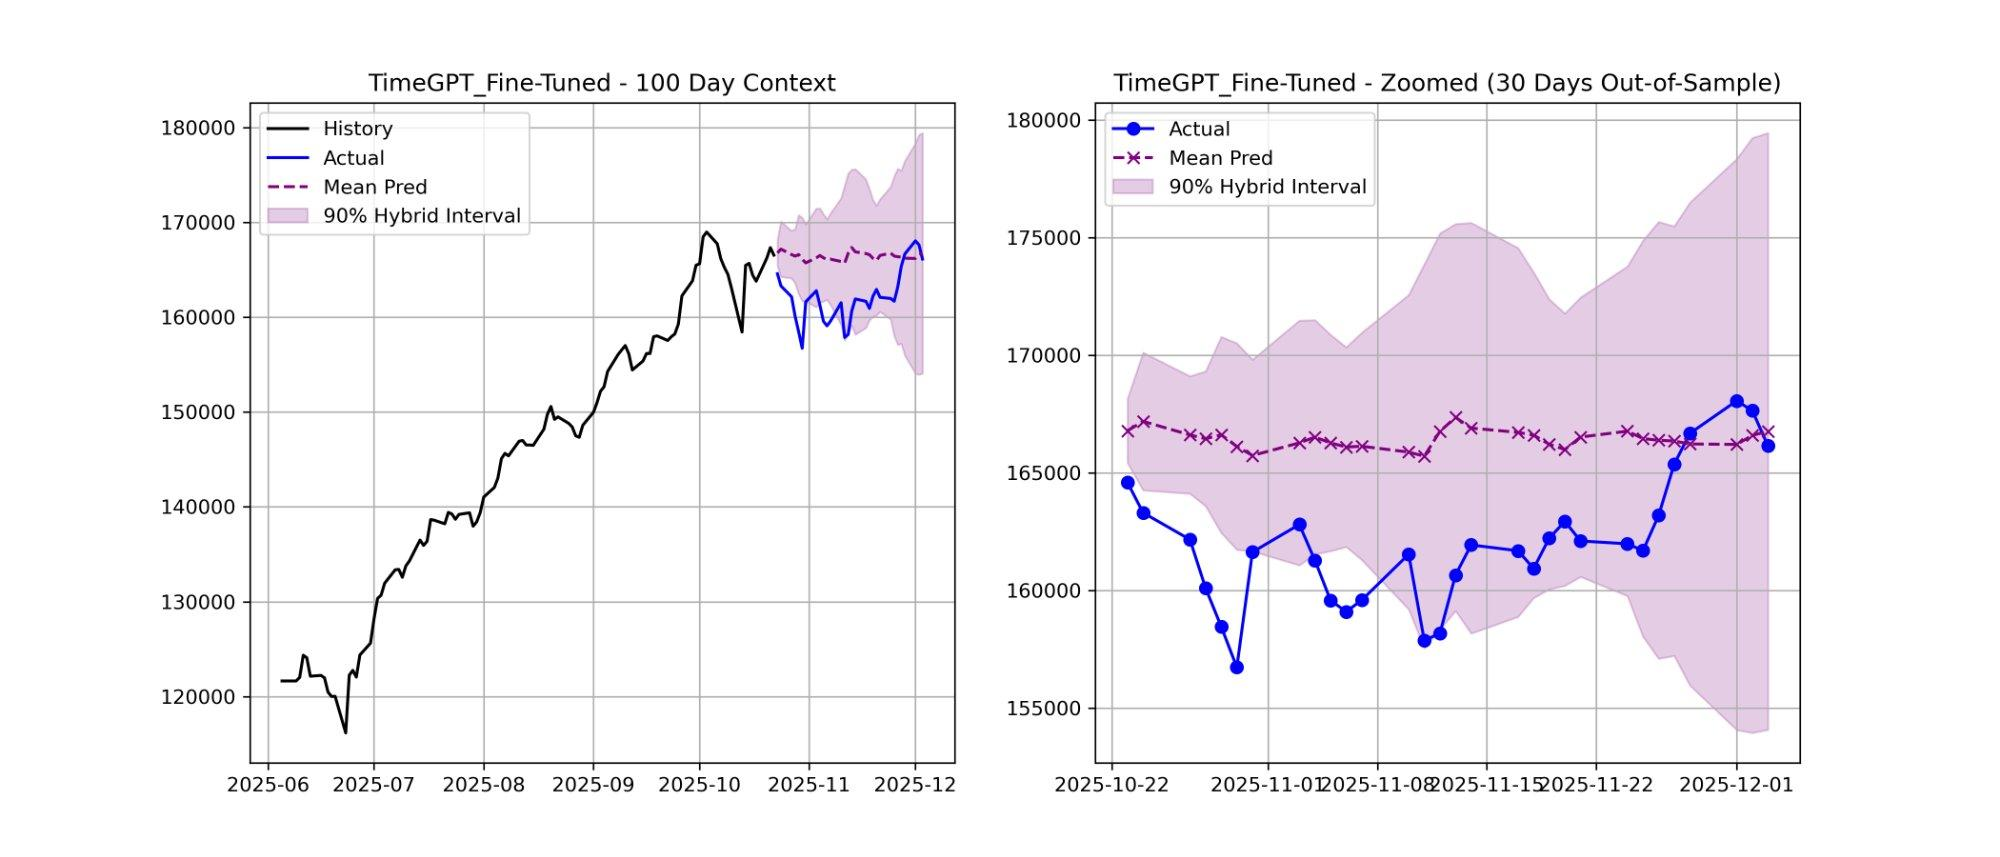 TimeGPT_Fine-Tuned - 100 Day Context
180000
170000
160000
150000
140000
130000
120000
History
Actual
Mean Pred
90% Hybrid Interval
2025-06
2025-07
2025-08
2025-09
2025-10
2025-11
2025-12
TimeGPT_Fine-Tuned - Zoomed (30 Days Out-of-Sample)
180000
175000
170000
165000
160000
155000
Actual
Mean Pred
90% Hybrid Interval
2025-10-22
2025-11-01
2025-11-08
2025-11-15
2025-11-22
2025-12-01